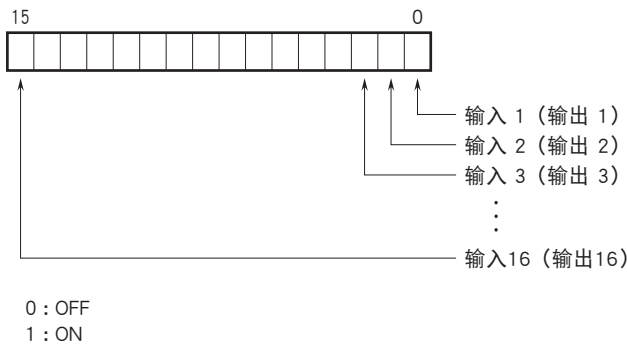 15 0
输入 1（输出 1）
输入 2（输出 2）
输入 3（输出 3）
⋮
输入16（输出16）
0：OFF
1：ON